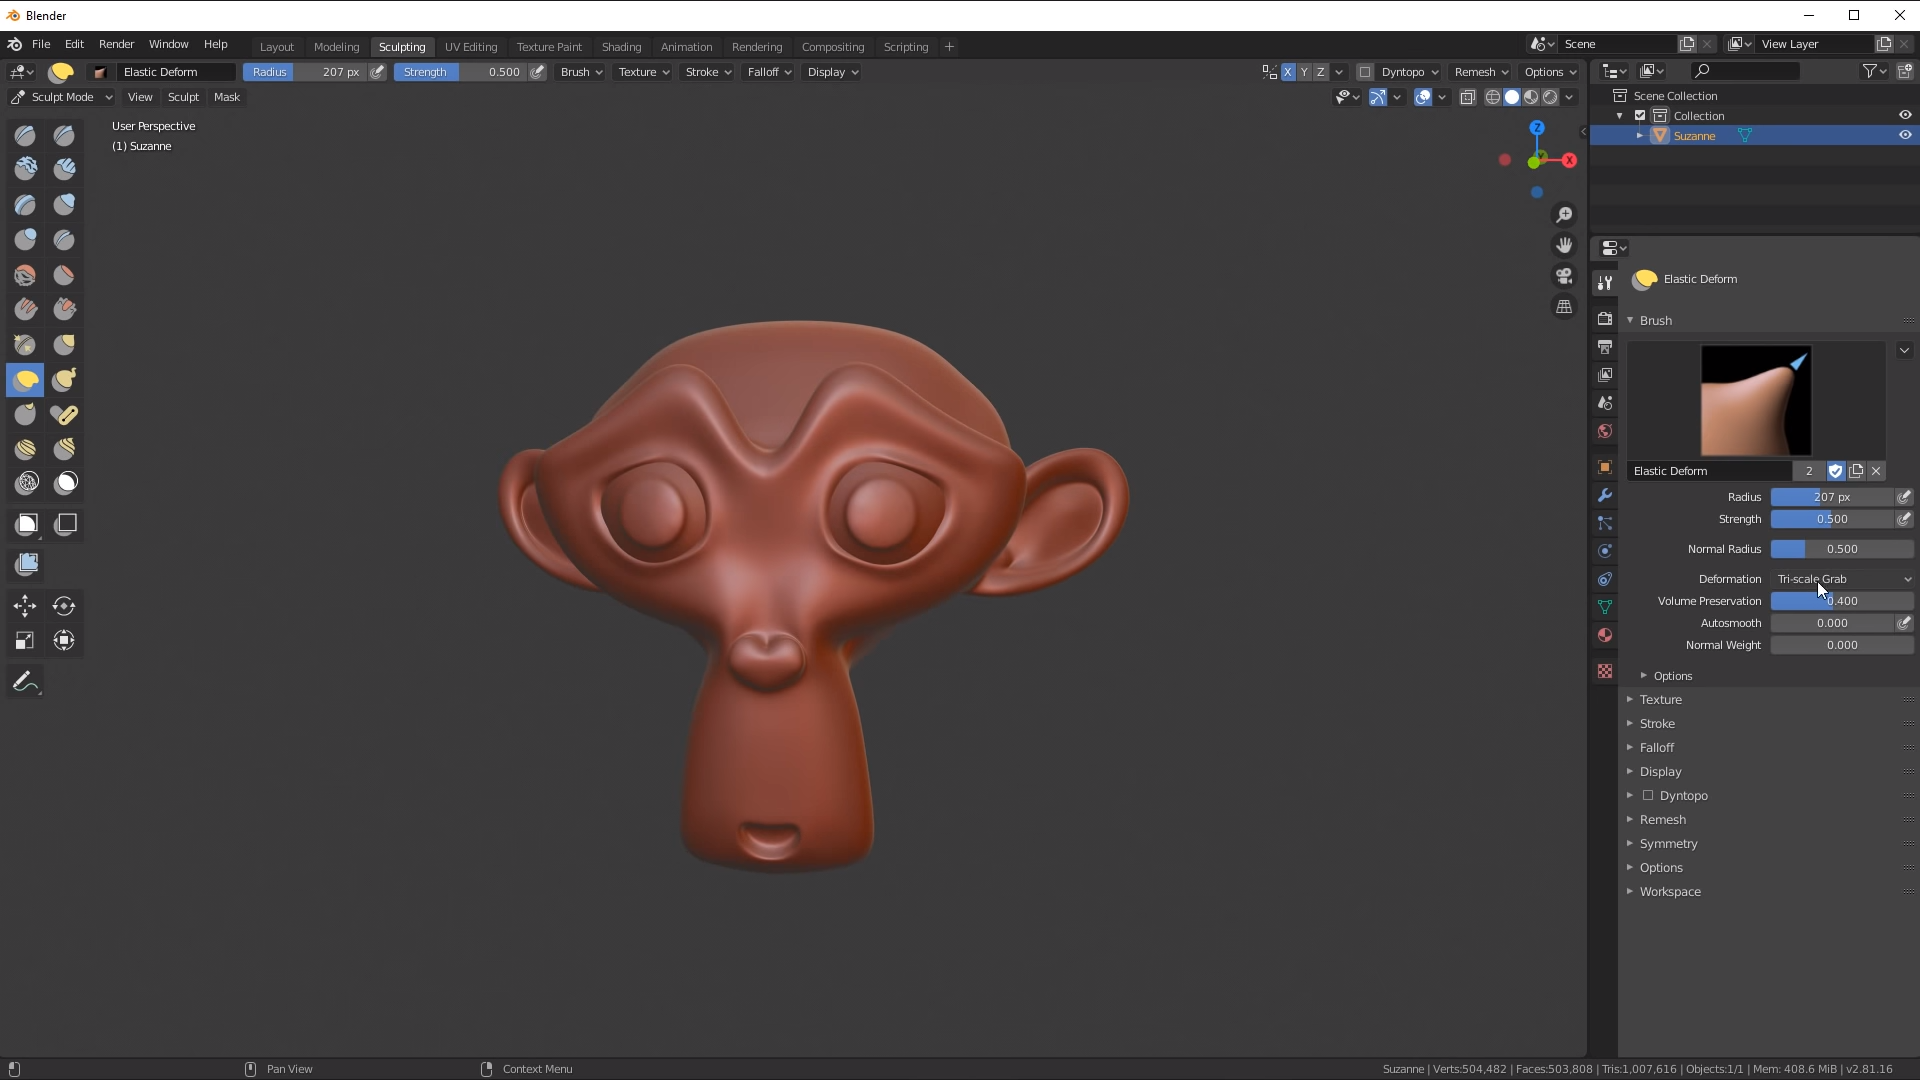 Blender
File Edit Render Window Help Layout Modeling Sculpting UV Editing Texture Paint Shading Animation Rendering Compositing Scripting + Scene View Layer
Elastic Deform Radius 207 px Strength 0.500 Brush Texture Stroke Falloff Display X Y Z Dyntopo Remesh Options
Sculpt Mode View Sculpt Mask
Scene Collection
Collection
Suzanne
User Perspective
(1) Suzanne
Z
X
Elastic Deform
Brush
Elastic Deform 2
Radius 207 px
Strength 0.500
Normal Radius 0.500
Deformation Tri-scale Grab
Volume Preservation 0.400
Autosmooth 0.000
Normal Weight 0.000
Options
Texture
Stroke
Falloff
Display
Dyntopo
Remesh
Symmetry
Options
Workspace
Pan View Context Menu Suzanne | Verts:504,482 | Faces:503,808 | Tris:1,007,616 | Objects:1/1 | Mem: 408.6 MiB | v2.81.16